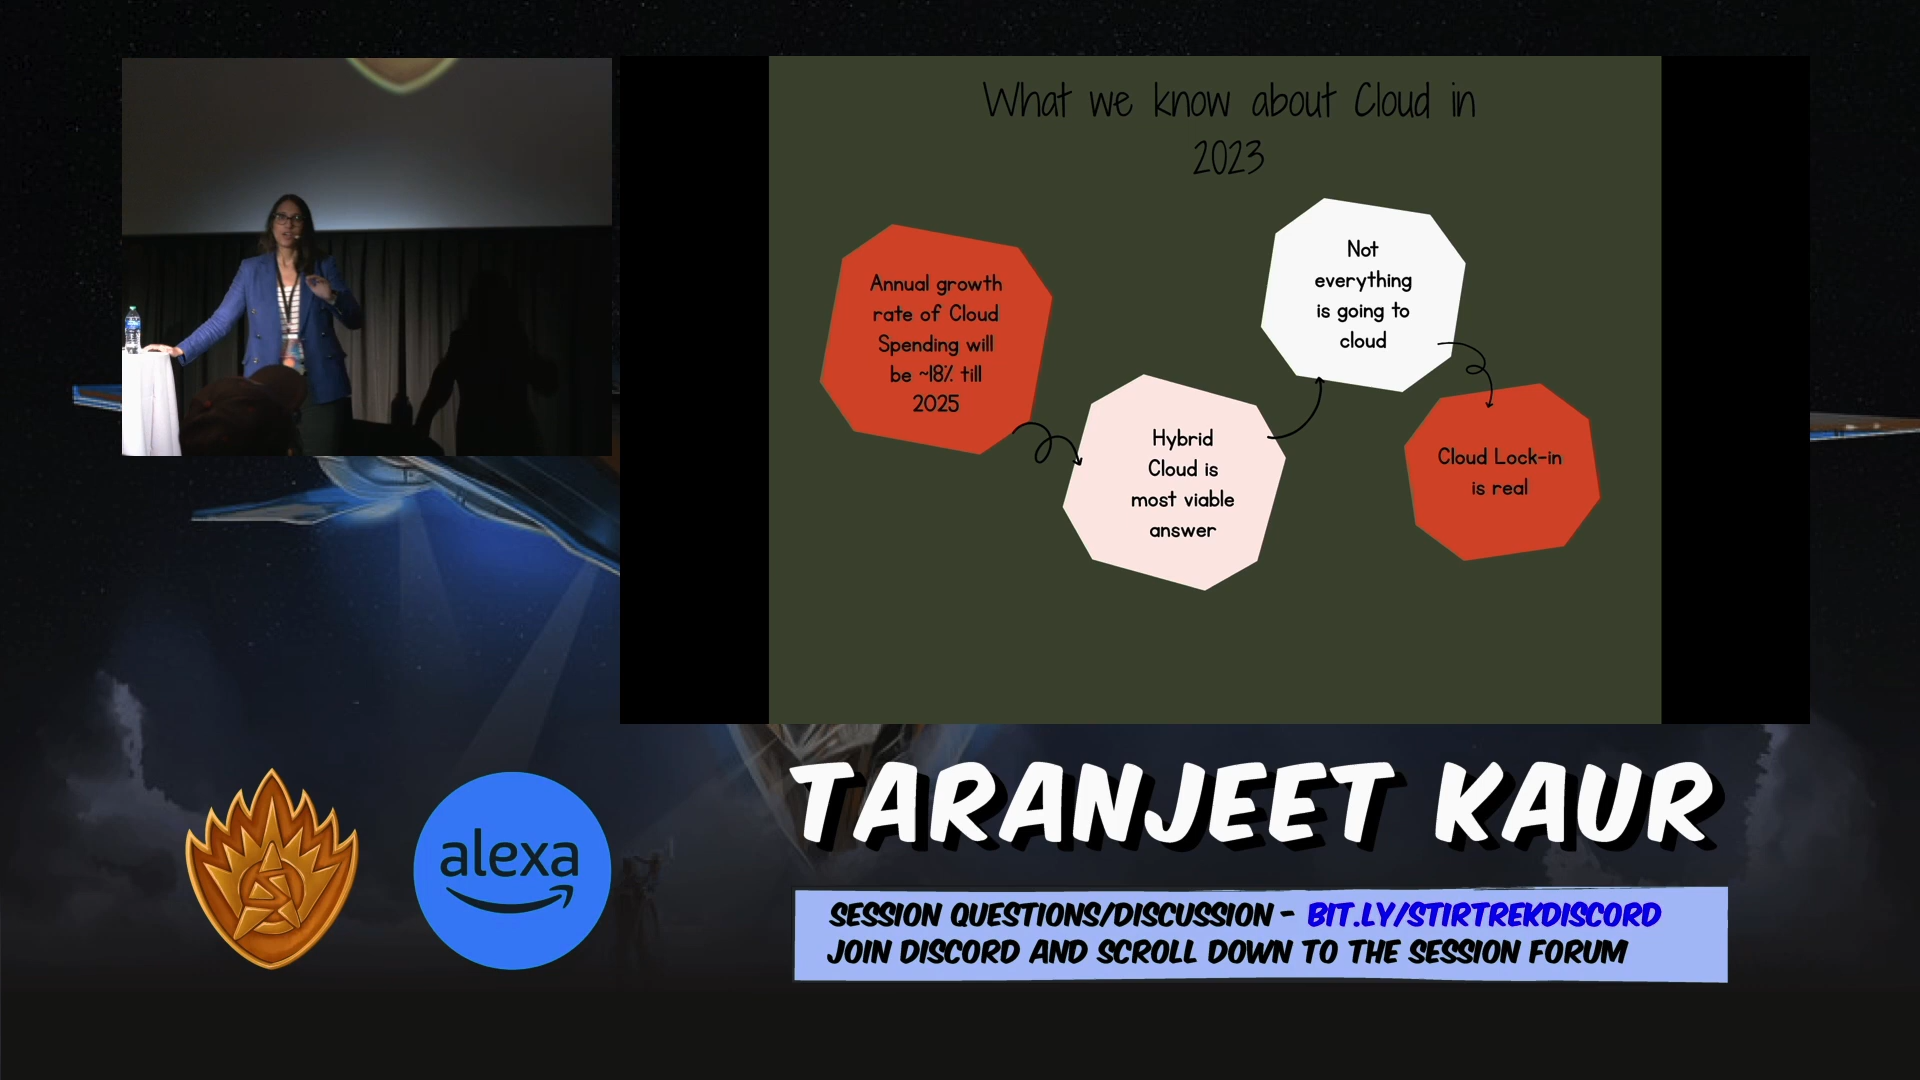 What we know about Cloud in
2023
Annual growth
rate of Cloud
Spending will
be ~18% till
2025
Hybrid
Cloud is
most viable
answer
Not
everything
is going to
cloud
Cloud Lock-in
is real
alexa
TARANJEET KAUR
SESSION QUESTIONS/DISCUSSION - BIT.LY/STIRTREKDISCORD
JOIN DISCORD AND SCROLL DOWN TO THE SESSION FORUM